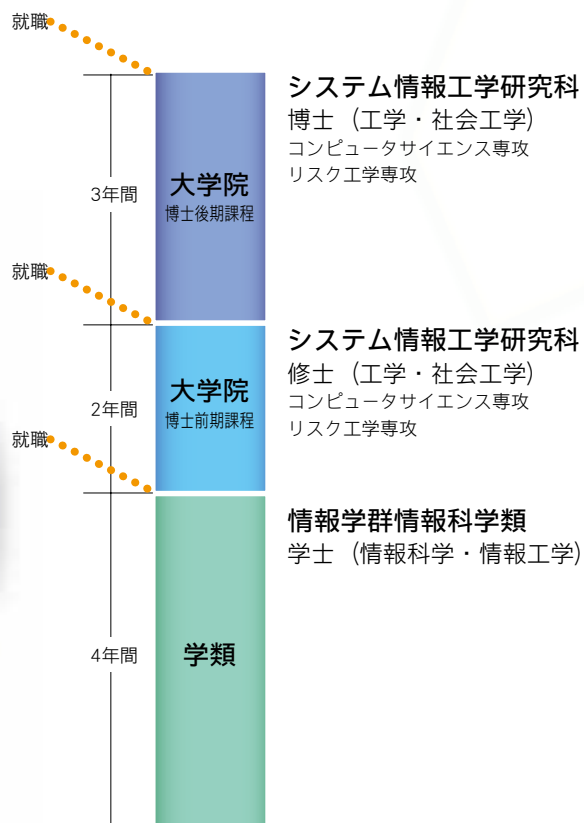 就職
システム情報工学研究科
博士（工学・社会工学）
コンピュータサイエンス専攻
リスク工学専攻
3年間
大学院
博士後期課程
就職
システム情報工学研究科
修士（工学・社会工学）
コンピュータサイエンス専攻
リスク工学専攻
2年間
大学院
博士前期課程
就職
情報学群情報科学類
学士（情報科学・情報工学）
4年間
学類